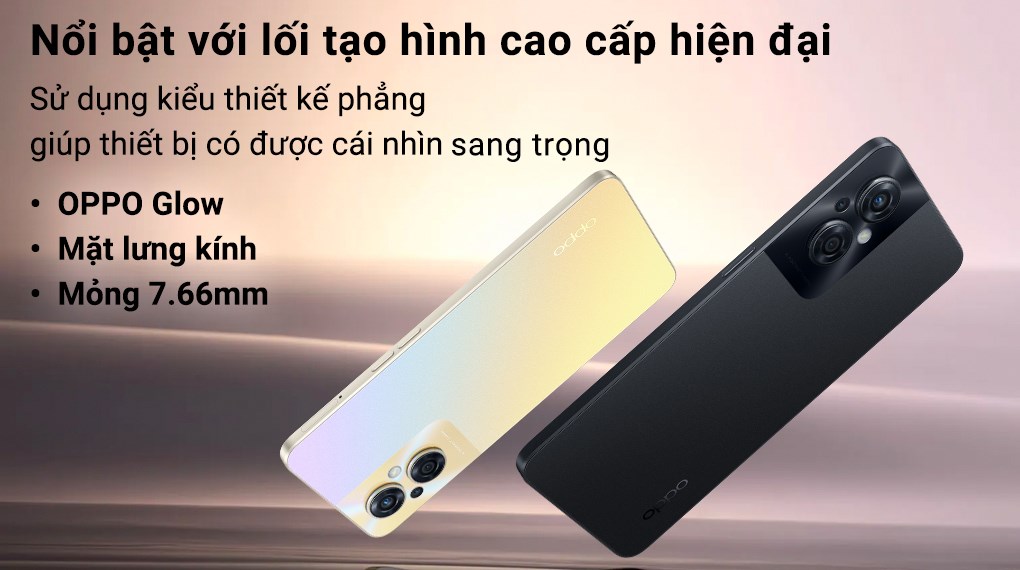 Nổi bật với lối tạo hình cao cấp hiện đại
Sử dụng kiểu thiết kế phẳng
giúp thiết bị có được cái nhìn sang trọng
• OPPO Glow
• Mặt lưng kính
• Mỏng 7.66mm
oppo
oppo